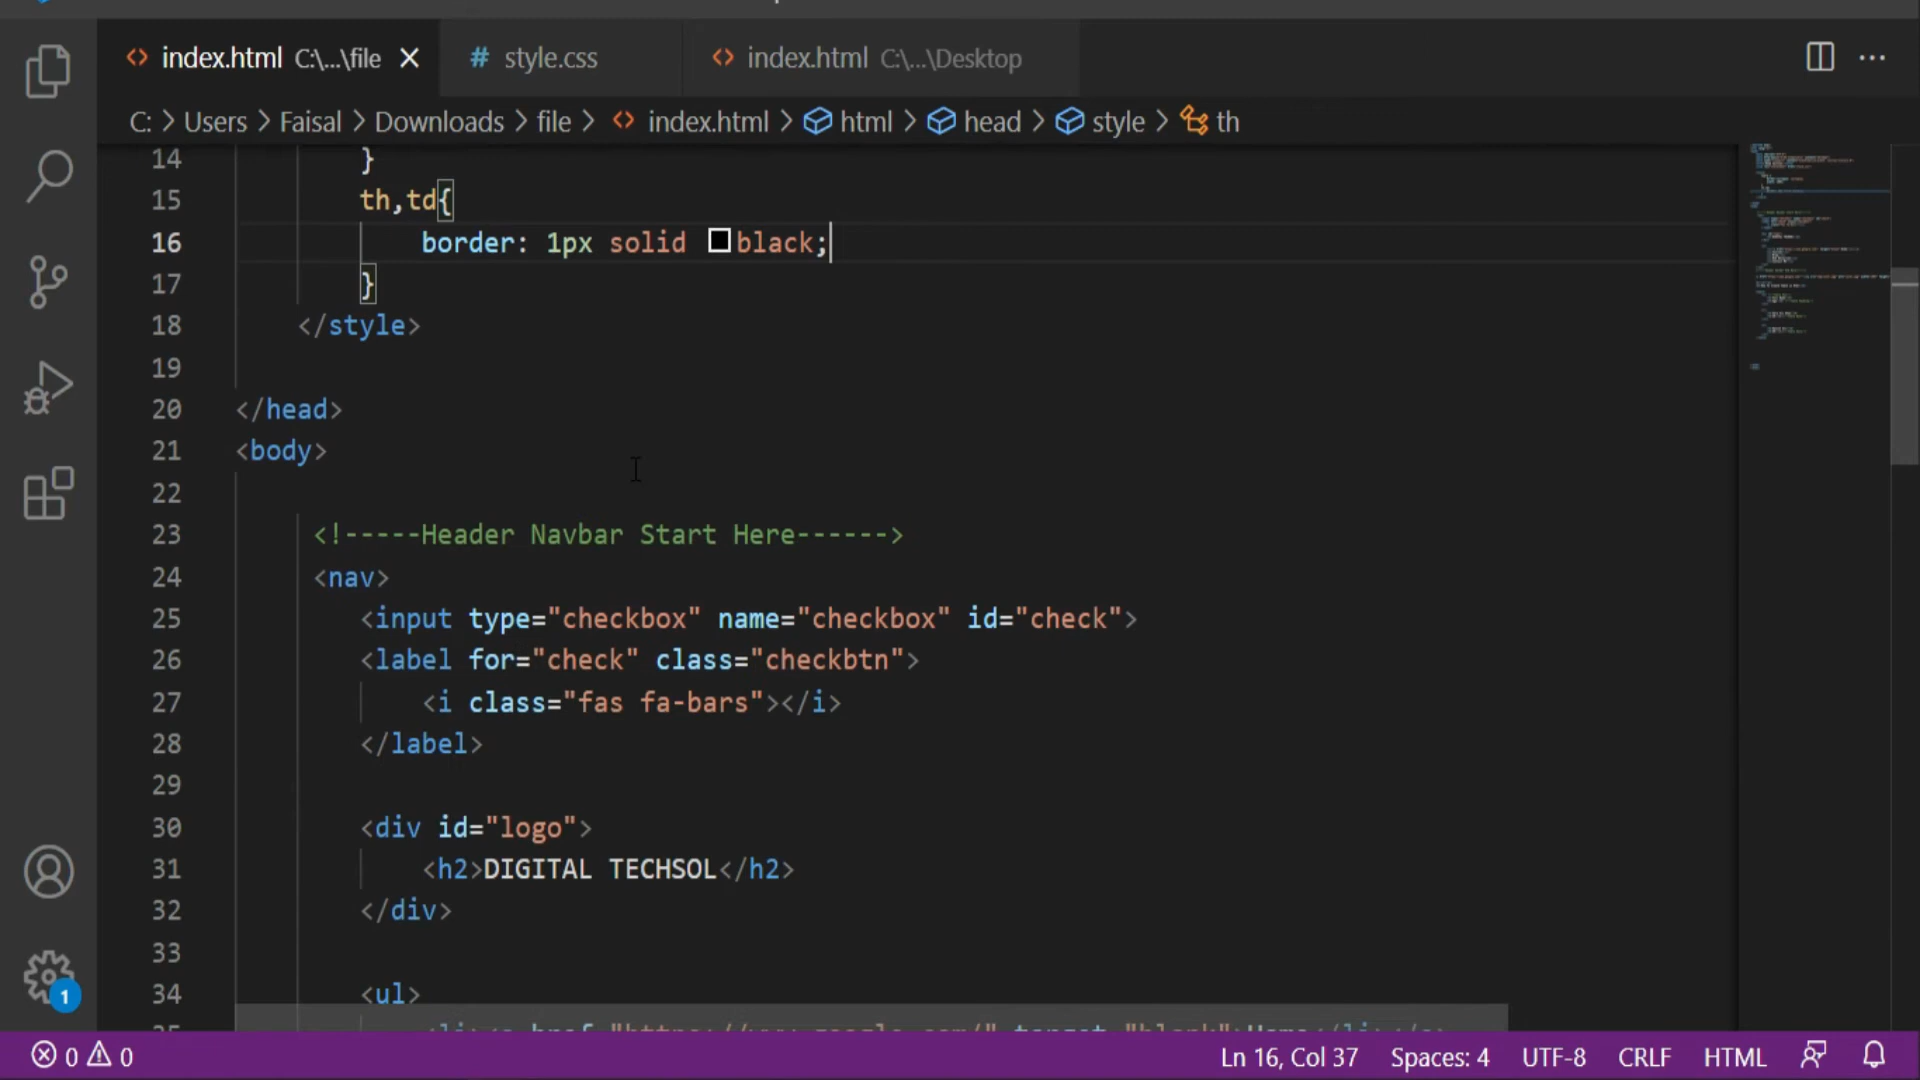 index.html C:\...\file
style.css
index.html C:\...\Desktop
C: > Users > Faisal > Downloads > file > index.html > html > head > style > th
14 }
15 th,td{
16 border: 1px solid black;
17 }
18 </style>
19
20 </head>
21 <body>
22
23 <!-----Header Navbar Start Here------>
24 <nav>
25 <input type="checkbox" name="checkbox" id="check">
26 <label for="check" class="checkbtn">
27 <i class="fas fa-bars"></i>
28 </label>
29
30 <div id="logo">
31 <h2>DIGITAL TECHSOL</h2>
32 </div>
33
34 <ul>
1
0 0
Ln 16, Col 37 Spaces: 4 UTF-8 CRLF HTML